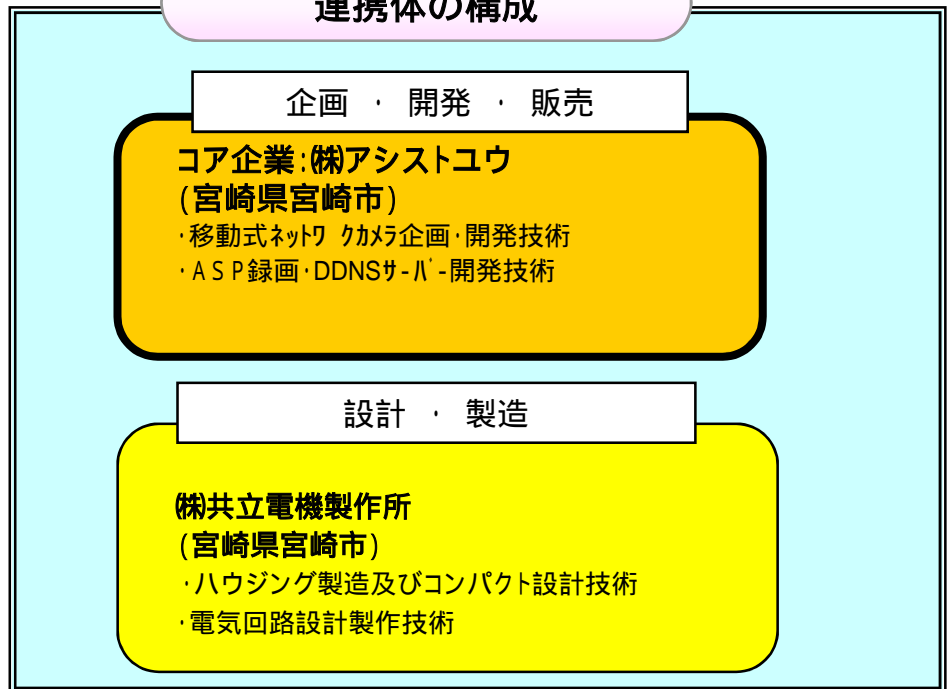 連携体の構成
企画 ・ 開発 ・ 販売
コア企業:㈱アシストユウ
(宮崎県宮崎市)
・移動式ﾈｯﾄﾜ ｸｶﾒﾗ企画・開発技術
・ＡＳＰ録画・DDNSｻ-ﾊﾞ-開発技術
設計 ・ 製造
㈱共立電機製作所
(宮崎県宮崎市)
・ハウジング製造及びコンパクト設計技術
・電気回路設計製作技術